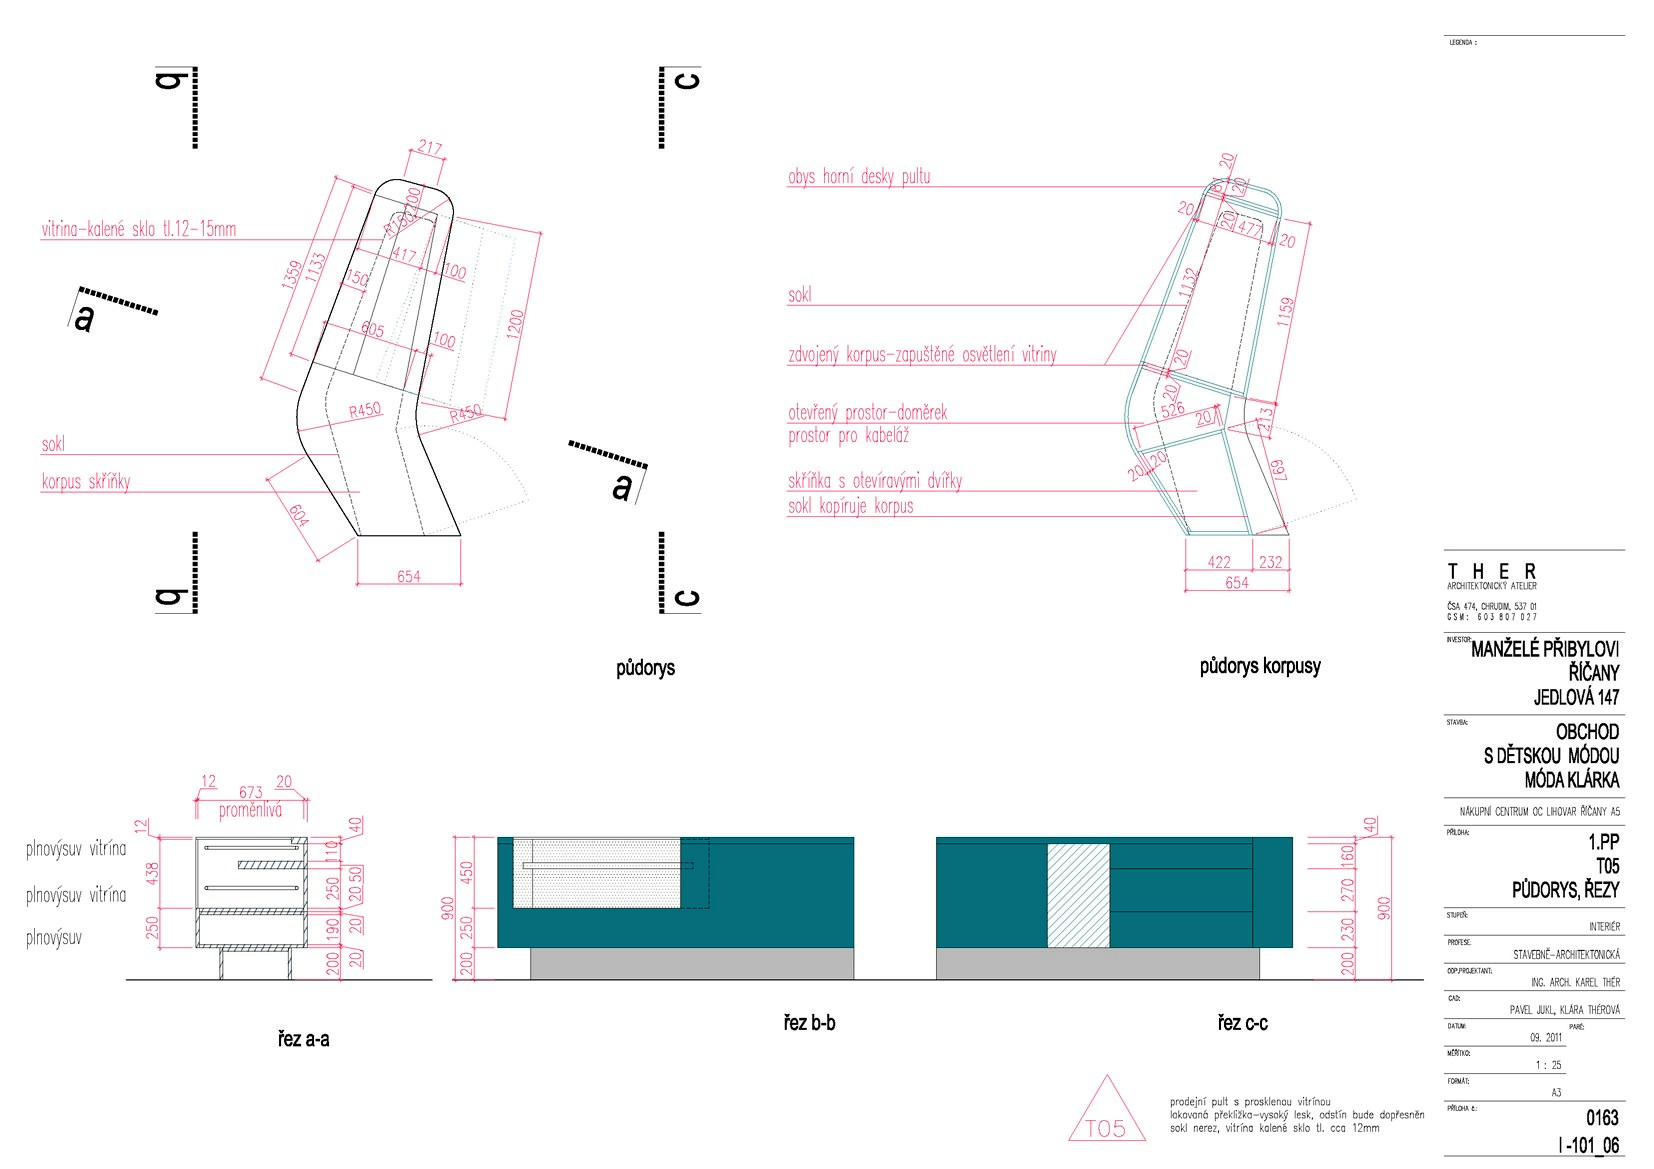 b
c
217
200
R150
vitrina-kalené sklo tl.12-15mm
417
100
1359
1133
150
605
100
1200
a
R450
R450
sokl
korpus skříňky
604
a
654
b
c
půdorys
obys horní desky pultu
20
20
81
20
20
477
20
sokl
1132
1159
zdvojený korpus-zapuštěné osvětlení vitriny
20
20
otevřený prostor-doměrek
526
20
213
prostor pro kabeláž
20
20
697
skříňka s otevíravými dvířky
sokl kopíruje korpus
422
232
654
půdorys korpusy
12
673
20
proměnlivá
12
40
plnovýsuv vitrína
110
438
50
plnovýsuv vitrína
250
20
plnovýsuv
250
190
20
200
20
řez a-a
900
450
250
200
řez b-b
40
160
270
900
230
200
řez c-c
T05
prodejní pult s prosklenou vitrínou
lakovaná překližka-vysoký lesk, odstín bude dopřesněn
sokl nerez, vitrína kalené sklo tl. cca 12mm
LEGENDA :
T H E R
ARCHITEKTONICKÝ ATELIER
ČSA 474, CHRUDIM, 537 01
GSM: 603 807 027
INVESTOR:
MANŽELÉ PŘIBYLOVI
ŘÍČANY
JEDLOVÁ 147
STAVBA:
OBCHOD
S DĚTSKOU MÓDOU
MÓDA KLÁRKA
NÁKUPNÍ CENTRUM OC LIHOVAR ŘÍČANY A5
PŘÍLOHA:
1.PP
T05
PŮDORYS, ŘEZY
STUPEŇ:
INTERIÉR
PROFESE:
STAVEBNĚ-ARCHITEKTONICKÁ
ODP.PROJEKTANT:
ING. ARCH. KAREL THÉR
CAD:
PAVEL JUKL, KLÁRA THÉROVÁ
DATUM:
PARÉ:
09. 2011
MĚŘÍTKO:
1 : 25
FORMÁT:
A3
PŘÍLOHA č.:
0163
I -101_06